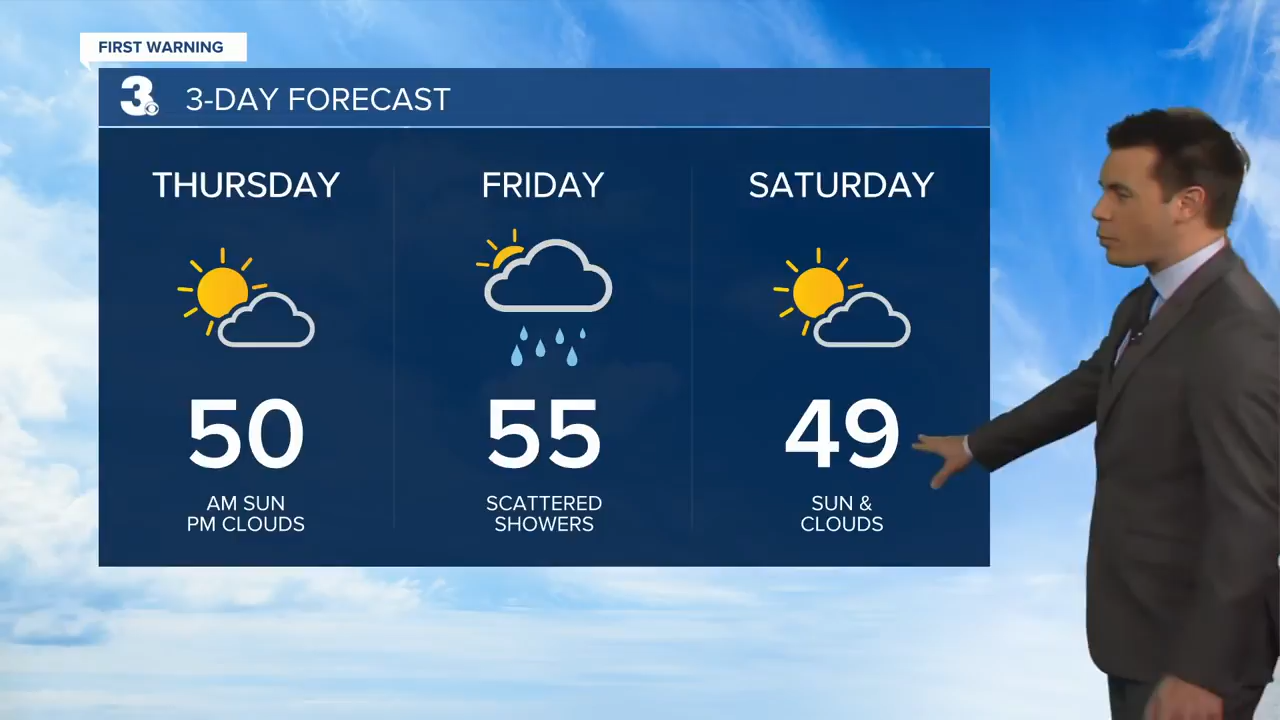 FIRST WARNING
3 3-DAY FORECAST
THURSDAY
50
AM SUN
PM CLOUDS
FRIDAY
55
SCATTERED
SHOWERS
SATURDAY
49
SUN &
CLOUDS